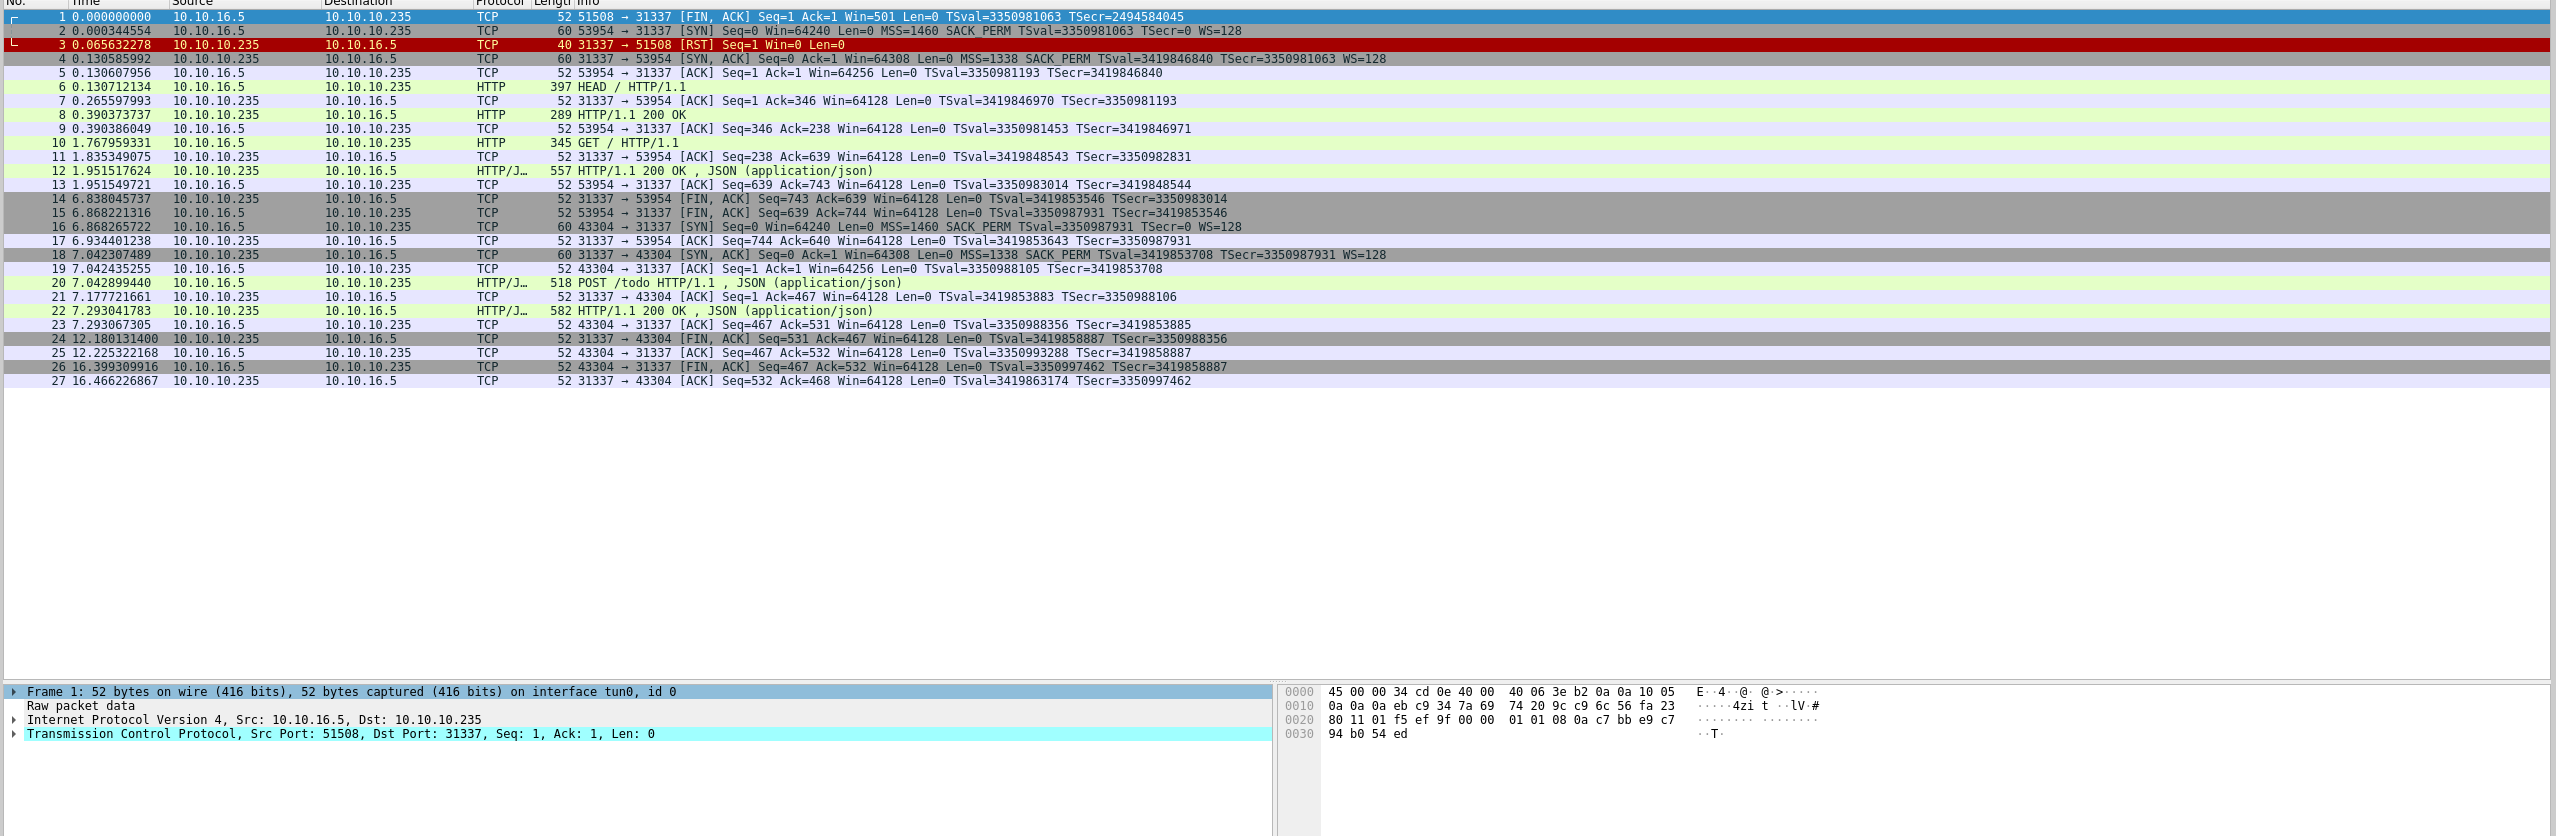 No. Time Source Destination Protocol Length Info
1 0.000000000 10.10.16.5 10.10.10.235 TCP 52 51508 → 31337 [FIN, ACK] Seq=1 Ack=1 Win=501 Len=0 TSval=3350981063 TSecr=2494584045
2 0.000344554 10.10.16.5 10.10.10.235 TCP 60 53954 → 31337 [SYN] Seq=0 Win=64240 Len=0 MSS=1460 SACK_PERM TSval=3350981063 TSecr=0 WS=128
3 0.065632278 10.10.10.235 10.10.16.5 TCP 40 31337 → 51508 [RST] Seq=1 Win=0 Len=0
4 0.130585992 10.10.10.235 10.10.16.5 TCP 60 31337 → 53954 [SYN, ACK] Seq=0 Ack=1 Win=64308 Len=0 MSS=1338 SACK_PERM TSval=3419846840 TSecr=3350981063 WS=128
5 0.130607956 10.10.16.5 10.10.10.235 TCP 52 53954 → 31337 [ACK] Seq=1 Ack=1 Win=64256 Len=0 TSval=3350981193 TSecr=3419846840
6 0.130712134 10.10.16.5 10.10.10.235 HTTP 397 HEAD / HTTP/1.1
7 0.265597993 10.10.10.235 10.10.16.5 TCP 52 31337 → 53954 [ACK] Seq=1 Ack=346 Win=64128 Len=0 TSval=3419846970 TSecr=3350981193
8 0.390373737 10.10.10.235 10.10.16.5 HTTP 289 HTTP/1.1 200 OK
9 0.390386049 10.10.16.5 10.10.10.235 TCP 52 53954 → 31337 [ACK] Seq=346 Ack=238 Win=64128 Len=0 TSval=3350981453 TSecr=3419846971
10 1.767959331 10.10.16.5 10.10.10.235 HTTP 345 GET / HTTP/1.1
11 1.835349075 10.10.10.235 10.10.16.5 TCP 52 31337 → 53954 [ACK] Seq=238 Ack=639 Win=64128 Len=0 TSval=3419848543 TSecr=3350982831
12 1.951517624 10.10.10.235 10.10.16.5 HTTP/J… 557 HTTP/1.1 200 OK , JSON (application/json)
13 1.951549721 10.10.16.5 10.10.10.235 TCP 52 53954 → 31337 [ACK] Seq=639 Ack=743 Win=64128 Len=0 TSval=3350983014 TSecr=3419848544
14 6.838045737 10.10.10.235 10.10.16.5 TCP 52 31337 → 53954 [FIN, ACK] Seq=743 Ack=639 Win=64128 Len=0 TSval=3419853546 TSecr=3350983014
15 6.868221316 10.10.16.5 10.10.10.235 TCP 52 53954 → 31337 [FIN, ACK] Seq=639 Ack=744 Win=64128 Len=0 TSval=3350987931 TSecr=3419853546
16 6.868265722 10.10.16.5 10.10.10.235 TCP 60 43304 → 31337 [SYN] Seq=0 Win=64240 Len=0 MSS=1460 SACK_PERM TSval=3350987931 TSecr=0 WS=128
17 6.934401238 10.10.10.235 10.10.16.5 TCP 52 31337 → 53954 [ACK] Seq=744 Ack=640 Win=64128 Len=0 TSval=3419853643 TSecr=3350987931
18 7.042307489 10.10.10.235 10.10.16.5 TCP 60 31337 → 43304 [SYN, ACK] Seq=0 Ack=1 Win=64308 Len=0 MSS=1338 SACK_PERM TSval=3419853708 TSecr=3350987931 WS=128
19 7.042435255 10.10.16.5 10.10.10.235 TCP 52 43304 → 31337 [ACK] Seq=1 Ack=1 Win=64256 Len=0 TSval=3350988105 TSecr=3419853708
20 7.042899440 10.10.16.5 10.10.10.235 HTTP/J… 518 POST /todo HTTP/1.1 , JSON (application/json)
21 7.177721661 10.10.10.235 10.10.16.5 TCP 52 31337 → 43304 [ACK] Seq=1 Ack=467 Win=64128 Len=0 TSval=3419853883 TSecr=3350988106
22 7.293041783 10.10.10.235 10.10.16.5 HTTP/J… 582 HTTP/1.1 200 OK , JSON (application/json)
23 7.293067305 10.10.16.5 10.10.10.235 TCP 52 43304 → 31337 [ACK] Seq=467 Ack=531 Win=64128 Len=0 TSval=3350988356 TSecr=3419853885
24 12.180131400 10.10.10.235 10.10.16.5 TCP 52 31337 → 43304 [FIN, ACK] Seq=531 Ack=467 Win=64128 Len=0 TSval=3419858887 TSecr=3350988356
25 12.225322168 10.10.16.5 10.10.10.235 TCP 52 43304 → 31337 [ACK] Seq=467 Ack=532 Win=64128 Len=0 TSval=3350993288 TSecr=3419858887
26 16.399309916 10.10.16.5 10.10.10.235 TCP 52 43304 → 31337 [FIN, ACK] Seq=467 Ack=532 Win=64128 Len=0 TSval=3350997462 TSecr=3419858887
27 16.466226867 10.10.10.235 10.10.16.5 TCP 52 31337 → 43304 [ACK] Seq=532 Ack=468 Win=64128 Len=0 TSval=3419863174 TSecr=3350997462
Frame 1: 52 bytes on wire (416 bits), 52 bytes captured (416 bits) on interface tun0, id 0
Raw packet data
Internet Protocol Version 4, Src: 10.10.16.5, Dst: 10.10.10.235
Transmission Control Protocol, Src Port: 51508, Dst Port: 31337, Seq: 1, Ack: 1, Len: 0
0000 45 00 00 34 cd 0e 40 00 40 06 3e b2 0a 0a 10 05 E··4··@· @·>·····
0010 0a 0a 0a eb c9 34 7a 69 74 20 9c c9 6c 56 fa 23 ·····4zi t ··lV·#
0020 80 11 01 f5 ef 9f 00 00 01 01 08 0a c7 bb e9 c7 ········ ········
0030 94 b0 54 ed ··T·